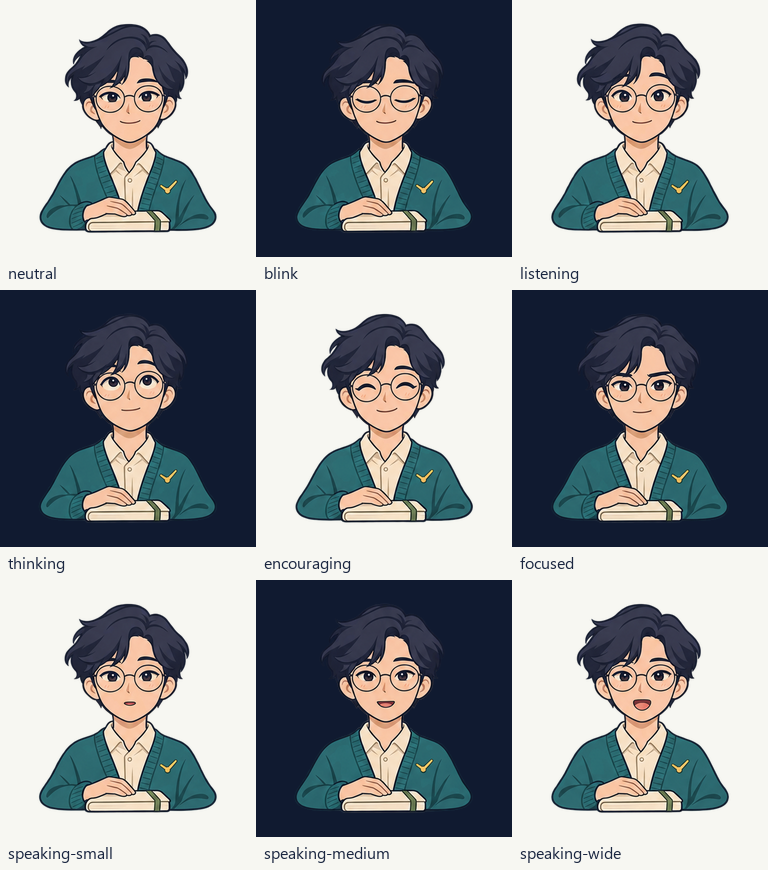 neutral
blink
listening
thinking
encouraging
focused
speaking-small
speaking-medium
speaking-wide